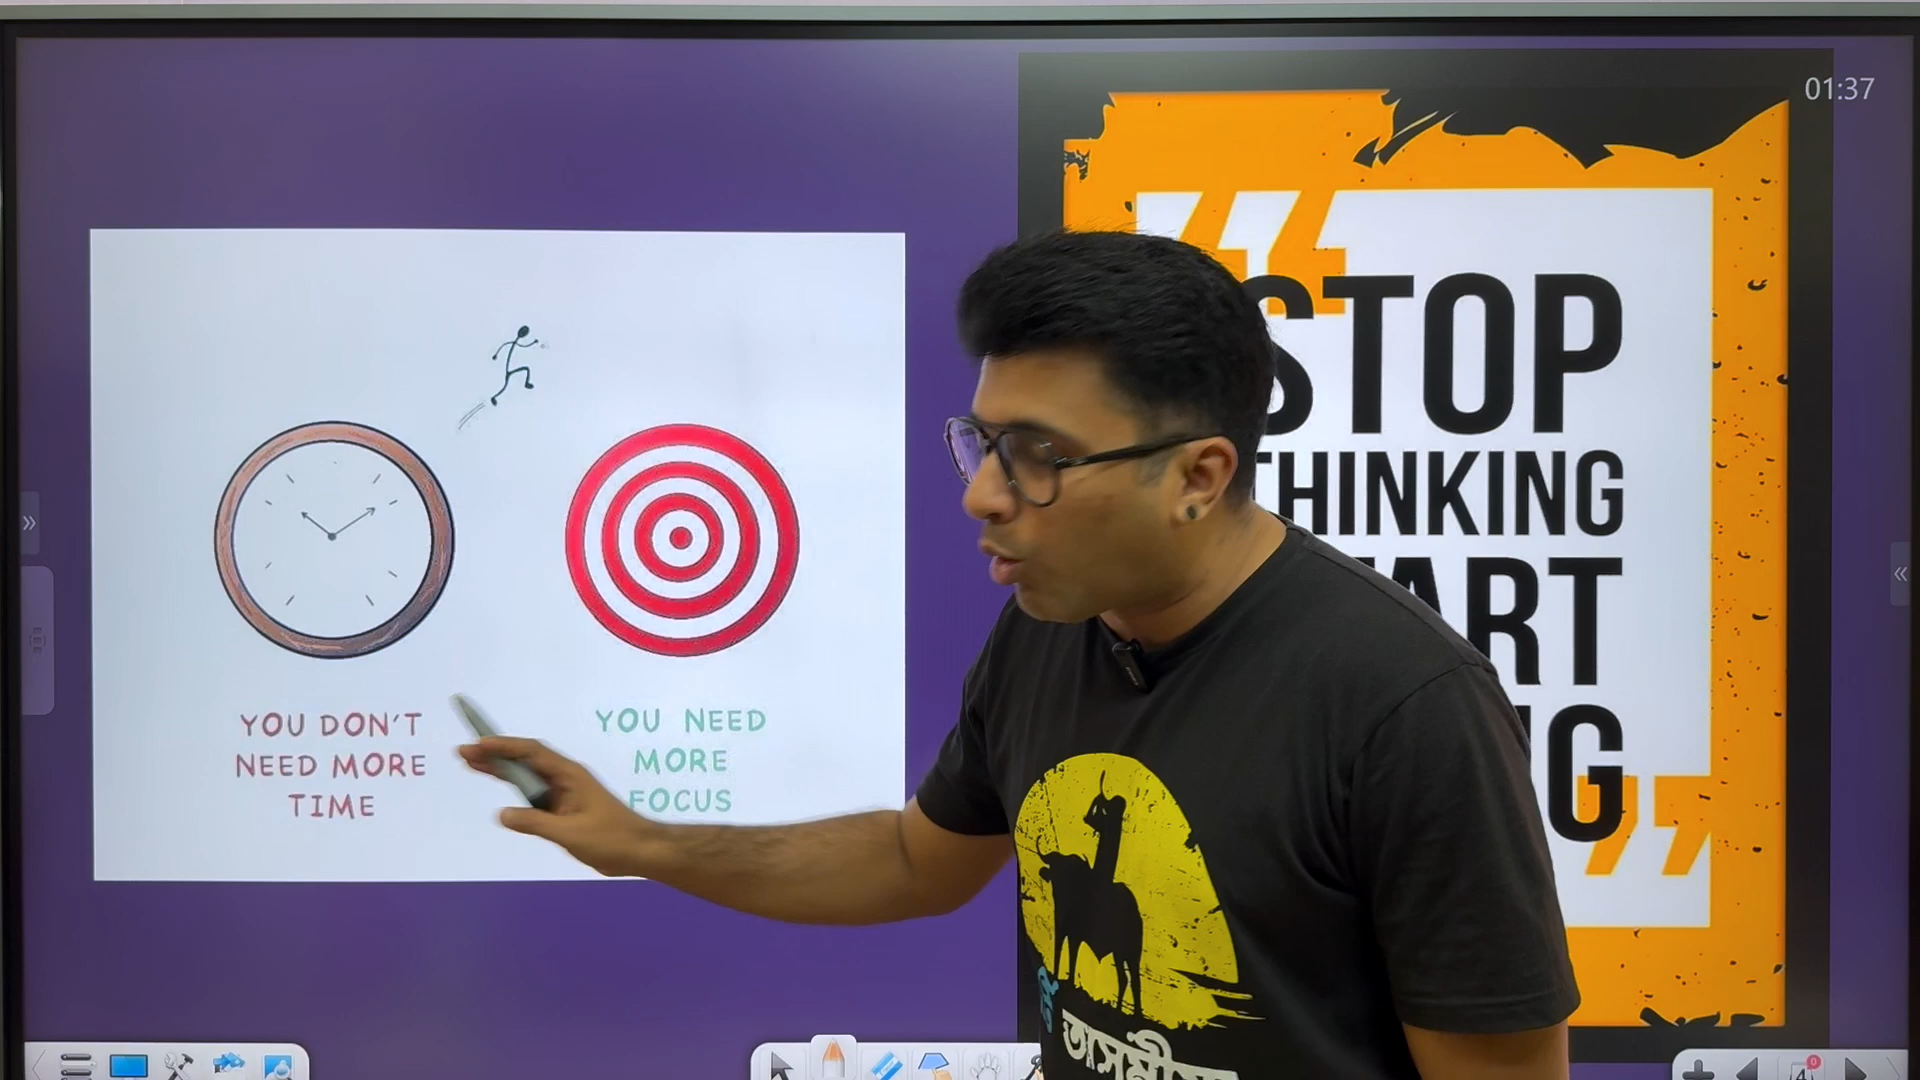 01:37
YOU DON'T
NEED MORE
TIME
YOU NEED
MORE
FOCUS
STOP
THINKING